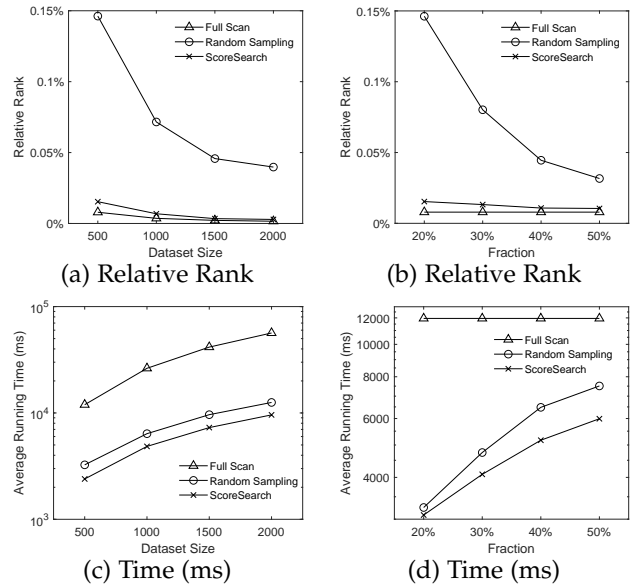 0.15%
0.1%
0.05%
0%
Relative Rank
Full Scan
Random Sampling
ScoreSearch
500 1000 1500 2000
Dataset Size
(a) Relative Rank
0.15%
0.1%
0.05%
0%
Relative Rank
Full Scan
Random Sampling
ScoreSearch
20% 30% 40% 50%
Fraction
(b) Relative Rank
10^5
10^4
10^3
Average Running Time (ms)
Full Scan
Random Sampling
ScoreSearch
500 1000 1500 2000
Dataset Size
(c) Time (ms)
12000
10000
8000
6000
4000
Average Running Time (ms)
Full Scan
Random Sampling
ScoreSearch
20% 30% 40% 50%
Fraction
(d) Time (ms)